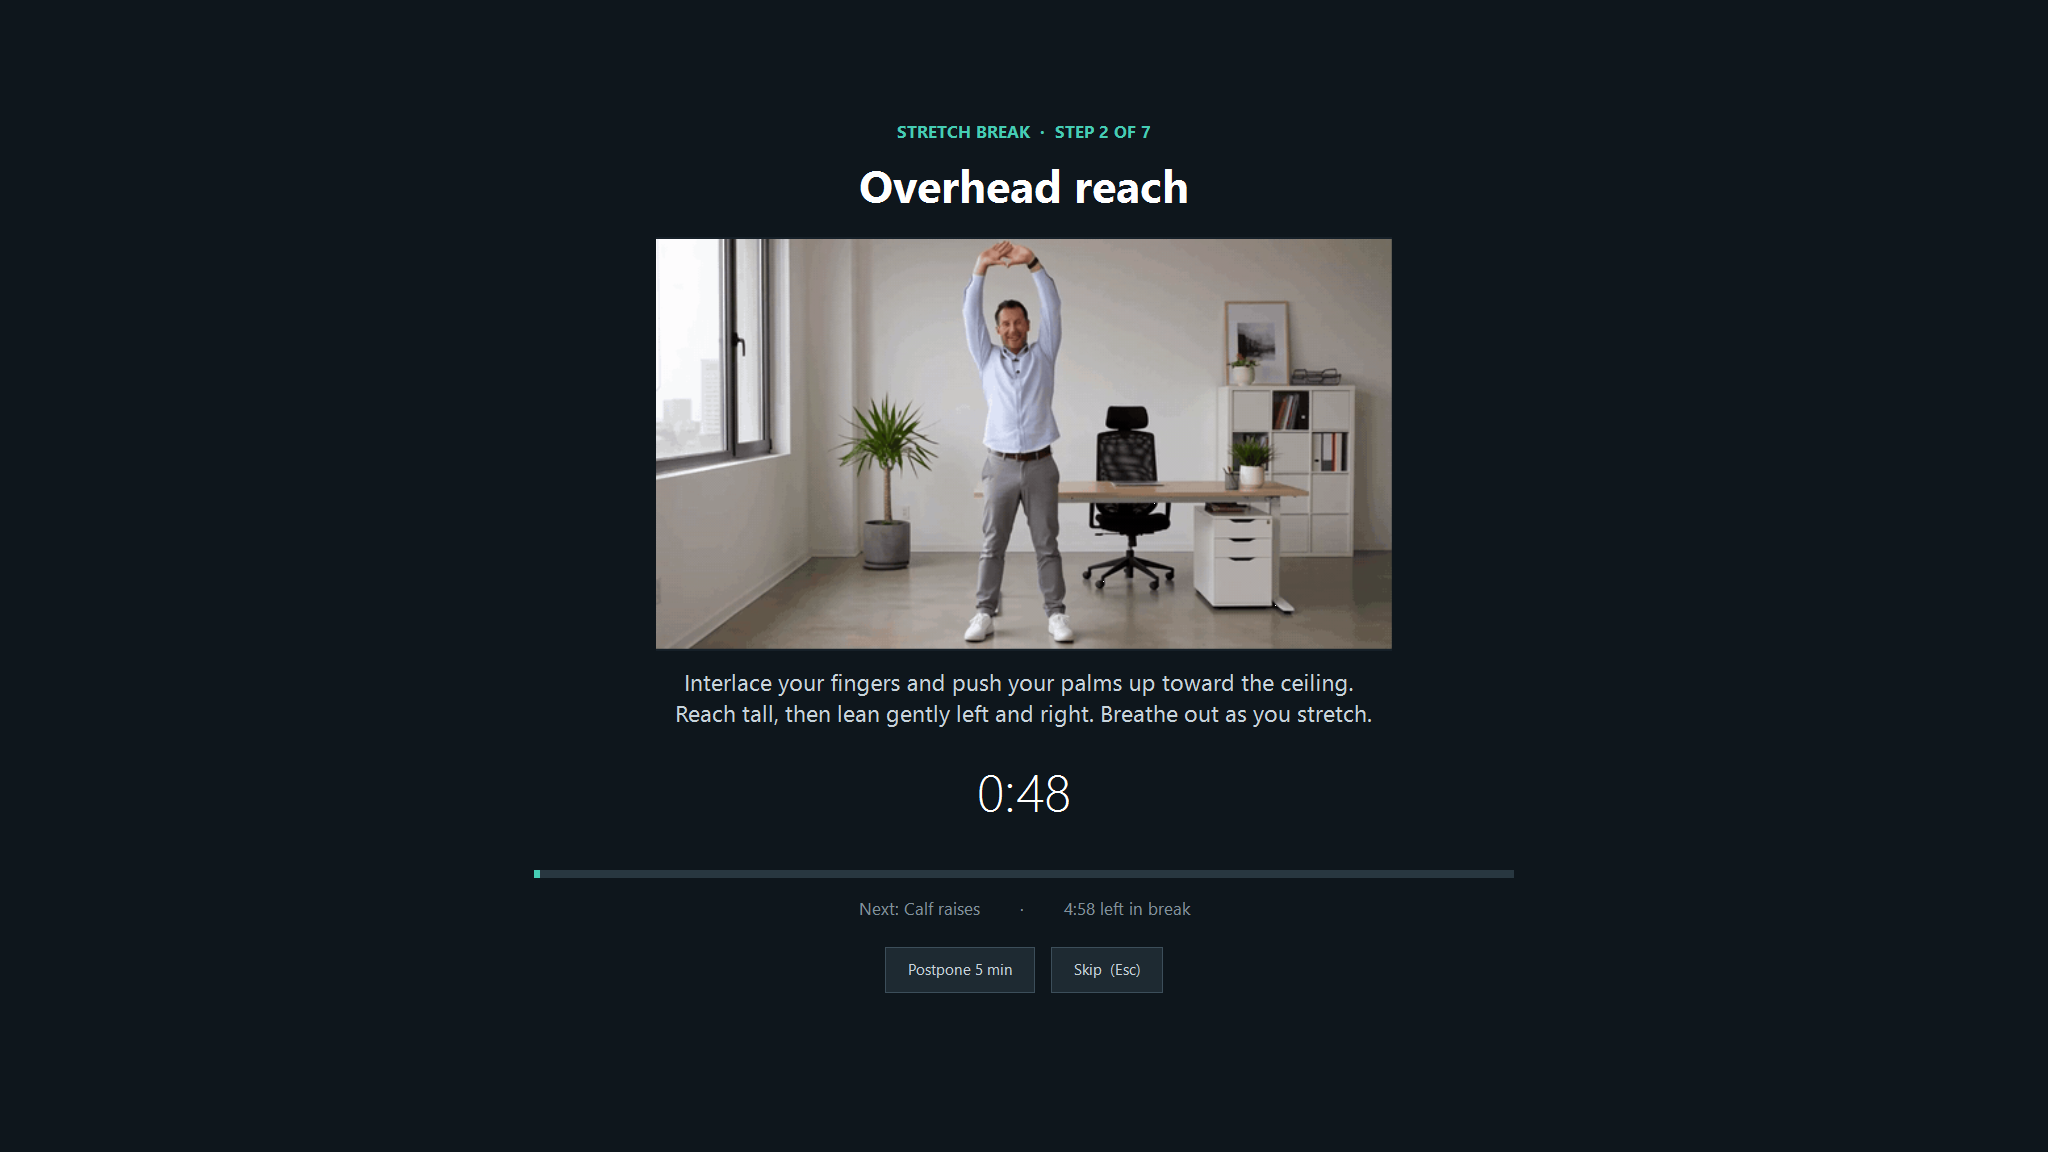 STRETCH BREAK · STEP 2 OF 7
Overhead reach
Interlace your fingers and push your palms up toward the ceiling.
Reach tall, then lean gently left and right. Breathe out as you stretch.
0:48
Next: Calf raises · 4:58 left in break
Postpone 5 min
Skip (Esc)